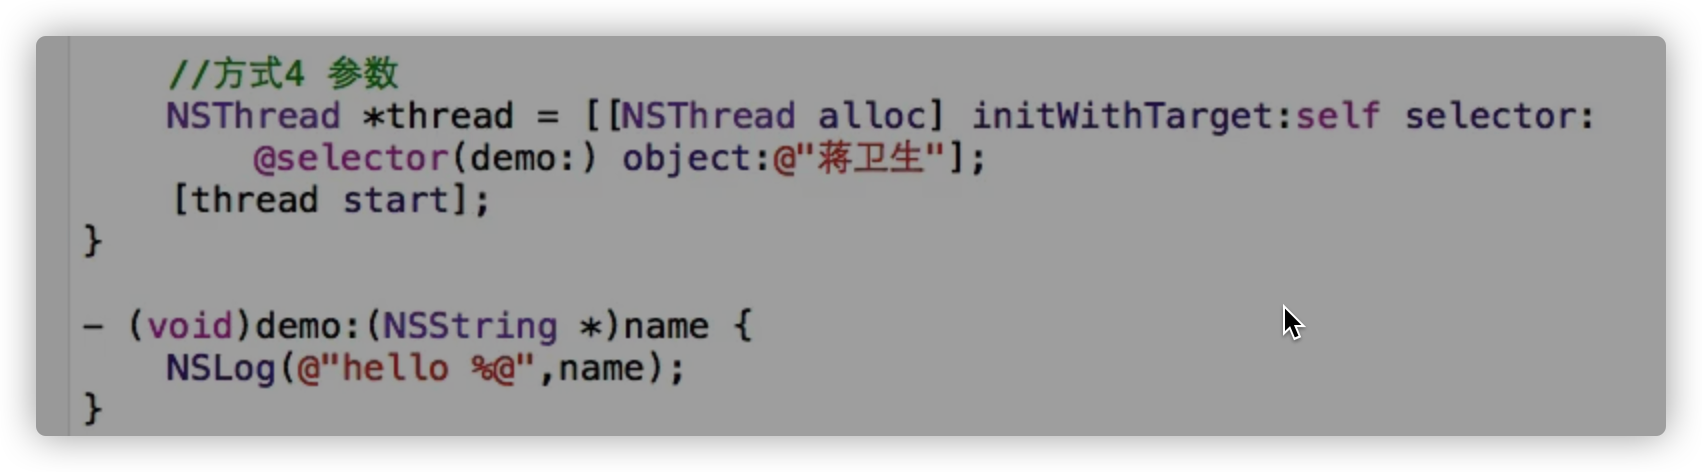 //方式4 参数
NSThread *thread = [[NSThread alloc] initWithTarget:self selector:
@selector(demo:) object:@"蒋卫生"];
[thread start];
}
- (void)demo:(NSString *)name {
NSLog(@"hello %@",name);
}